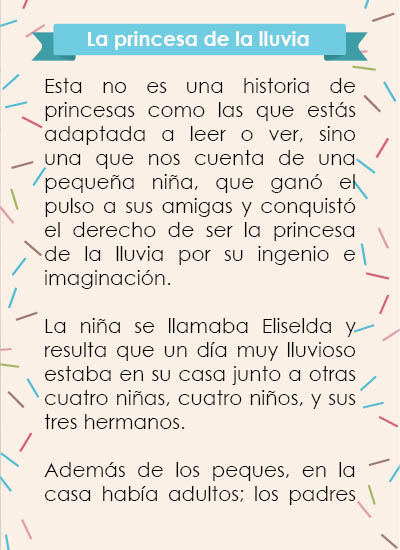 La princesa de la lluvia
Esta no es una historia de
princesas como las que estás
adaptada a leer o ver, sino
una que nos cuenta de una
pequeña niña, que ganó el
pulso a sus amigas y conquistó
el derecho de ser la princesa
de la lluvia por su ingenio e
imaginación.
La niña se llamaba Eliselda y
resulta que un día muy lluvioso
estaba en su casa junto a otras
cuatro niñas, cuatro niños, y sus
tres hermanos.
Además de los peques, en la
casa había adultos; los padres